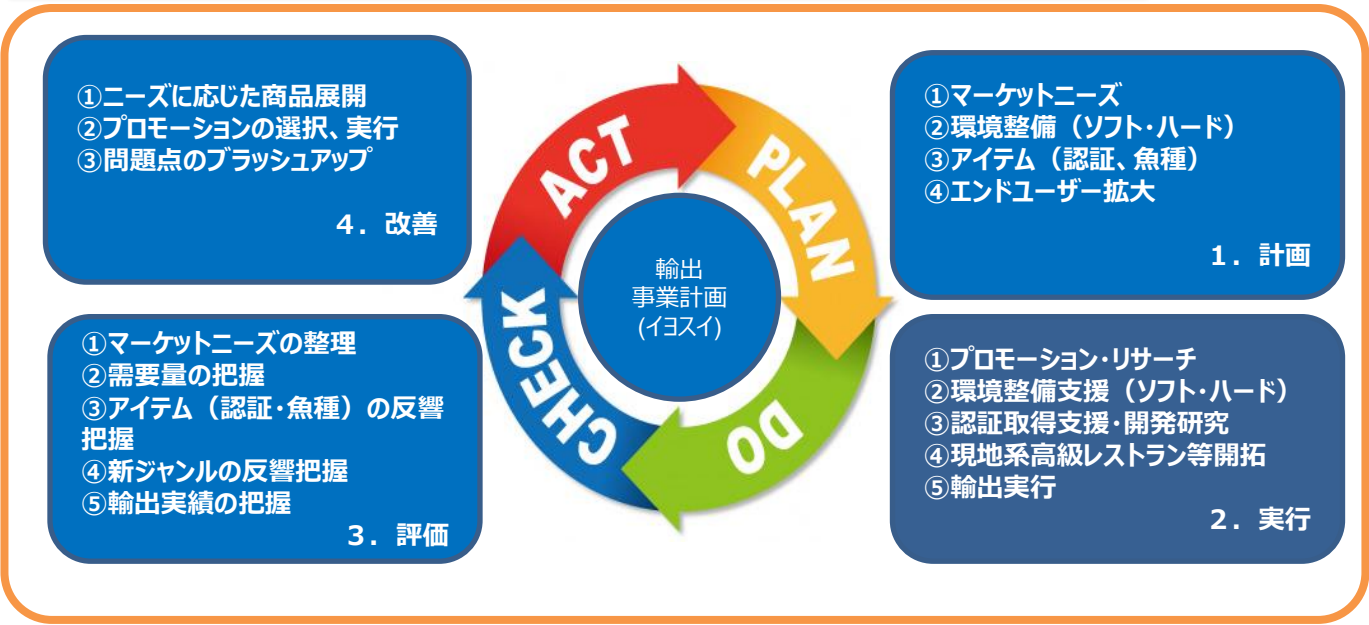 ①ニーズに応じた商品展開
②プロモーションの選択、実行
③問題点のブラッシュアップ
4．改善
①マーケットニーズ
②環境整備（ソフト・ハード）
③アイテム（認証、魚種）
④エンドユーザー拡大
1．計画
ACT
PLAN
輸出
事業計画
(イヨスイ)
CHECK
DO
①マーケットニーズの整理
②需要量の把握
③アイテム（認証・魚種）の反響
把握
④新ジャンルの反響把握
⑤輸出実績の把握
3．評価
①プロモーション・リサーチ
②環境整備支援（ソフト・ハード）
③認証取得支援・開発研究
④現地系高級レストラン等開拓
⑤輸出実行
2．実行